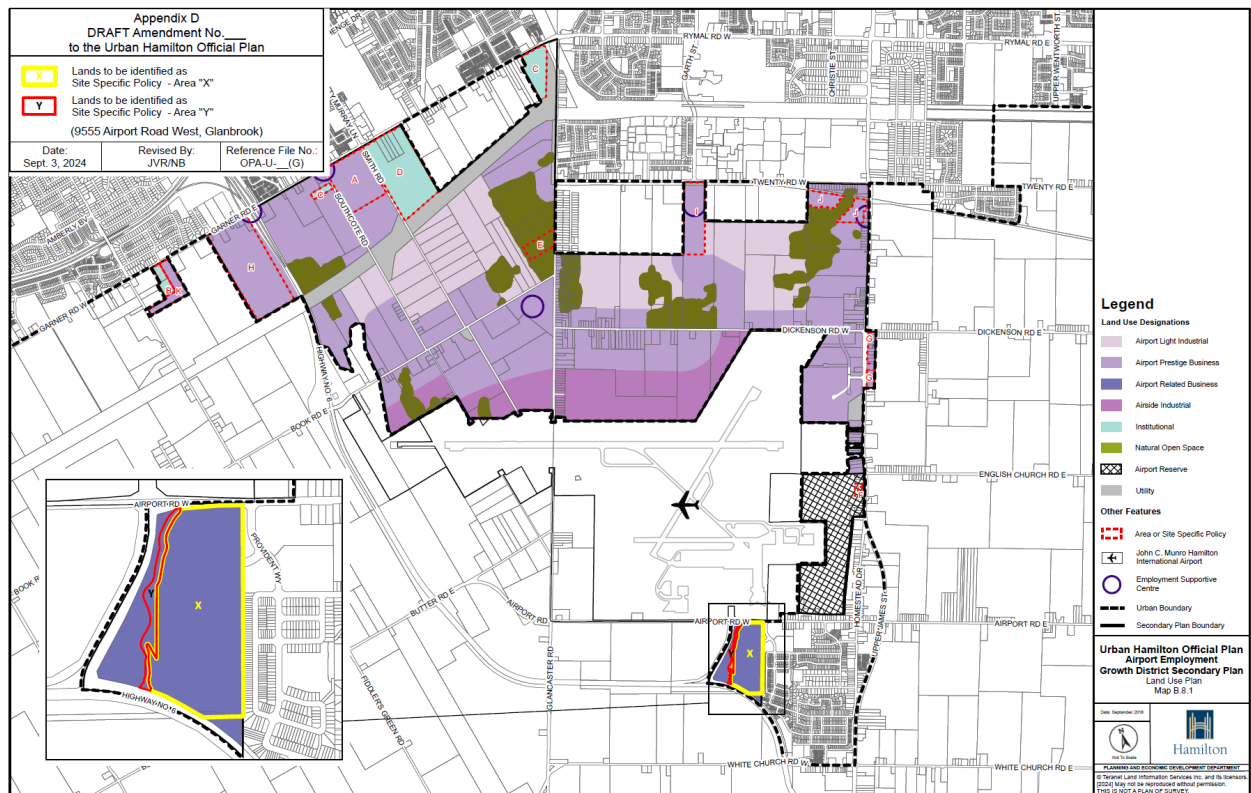 Appendix D
DRAFT Amendment No.___
to the Urban Hamilton Official Plan
X
Lands to be identified as
Site Specific Policy - Area "X"
Y
Lands to be identified as
Site Specific Policy - Area "Y"
(9555 Airport Road West, Glanbrook)
Date:
Sept. 3, 2024
Revised By:
JVR/NB
Reference File No.:
OPA-U-__(G)
RYMAL RD W
RYMAL RD E
GARTH ST
CHRISTIE ST
UPPER WENTWORTH ST
C
SMITH RD
A
D
C
SOUTHCOTE RD
TWENTY RD W
TWENTY RD E
GARNER RD E
AMBERLY BV
I
J
J
E
H
B
K
GARNER RD W
DICKENSON RD W
DICKENSON RD E
G
G
HIGHWAY NO. 6
BOOK RD E
ENGLISH CHURCH RD E
AIRPORT RD W
PROVIDENT WY
Y
X
HIGHWAY NO. 6
BUTTER RD E
AIRPORT RD
FIDDLER'S GREEN RD
GLANCASTER RD
HOMESTEAD DR
UPPER JAMES ST
AIRPORT RD W
AIRPORT RD E
Y
X
WHITE CHURCH RD W
WHITE CHURCH RD E
Legend
Land Use Designations
Airport Light Industrial
Airport Prestige Business
Airport Related Business
Airside Industrial
Institutional
Natural Open Space
Airport Reserve
Utility
Other Features
Area or Site Specific Policy
John C. Munro Hamilton
International Airport
Employment Supportive
Centre
Urban Boundary
Secondary Plan Boundary
Urban Hamilton Official Plan
Airport Employment
Growth District Secondary Plan
Land Use Plan
Map B.8.1
Date: September, 2018
N
Not To Scale
Hamilton
PLANNING AND ECONOMIC DEVELOPMENT DEPARTMENT
© Teranet Land Information Services Inc. and its licensors.
[2024] May not be reproduced without permission.
THIS IS NOT A PLAN OF SURVEY.